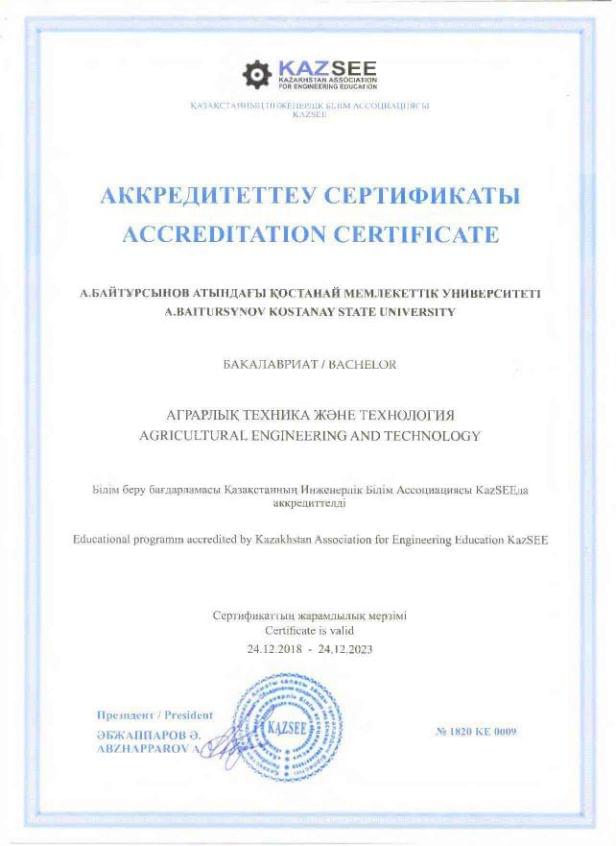 KAZSEE
KAZAKHSTAN ASSOCIATION
FOR ENGINEERING EDUCATION
ҚАЗАҚСТАННЫҢ ИНЖЕНЕРЛІК БІЛІМ АССОЦИАЦИЯСЫ
KAZSEE
АККРЕДИТЕТТЕУ СЕРТИФИКАТЫ
ACCREDITATION CERTIFICATE
А.БАЙТҰРСЫНОВ АТЫНДАҒЫ ҚОСТАНАЙ МЕМЛЕКЕТТІК УНИВЕРСИТЕТІ
A.BAITURSYNOV KOSTANAY STATE UNIVERSITY
БАКАЛАВРИАТ / BACHELOR
АГРАРЛЫҚ ТЕХНИКА ЖӘНЕ ТЕХНОЛОГИЯ
AGRICULTURAL ENGINEERING AND TECHNOLOGY
Білім беру бағдарламасы Қазақстанның Инженерлік Білім Ассоциациясы KazSEEда
аккредиттелді
Educational programm accredited by Kazakhstan Association for Engineering Education KazSEE
Сертификаттың жарамдылық мерзімі
Certificate is valid
24.12.2018 - 24.12.2023
Президент / President
ӘБЖАППАРОВ Ә.
ABZHAPPAROV A.
KAZSEE
№ 1820 KE 0009